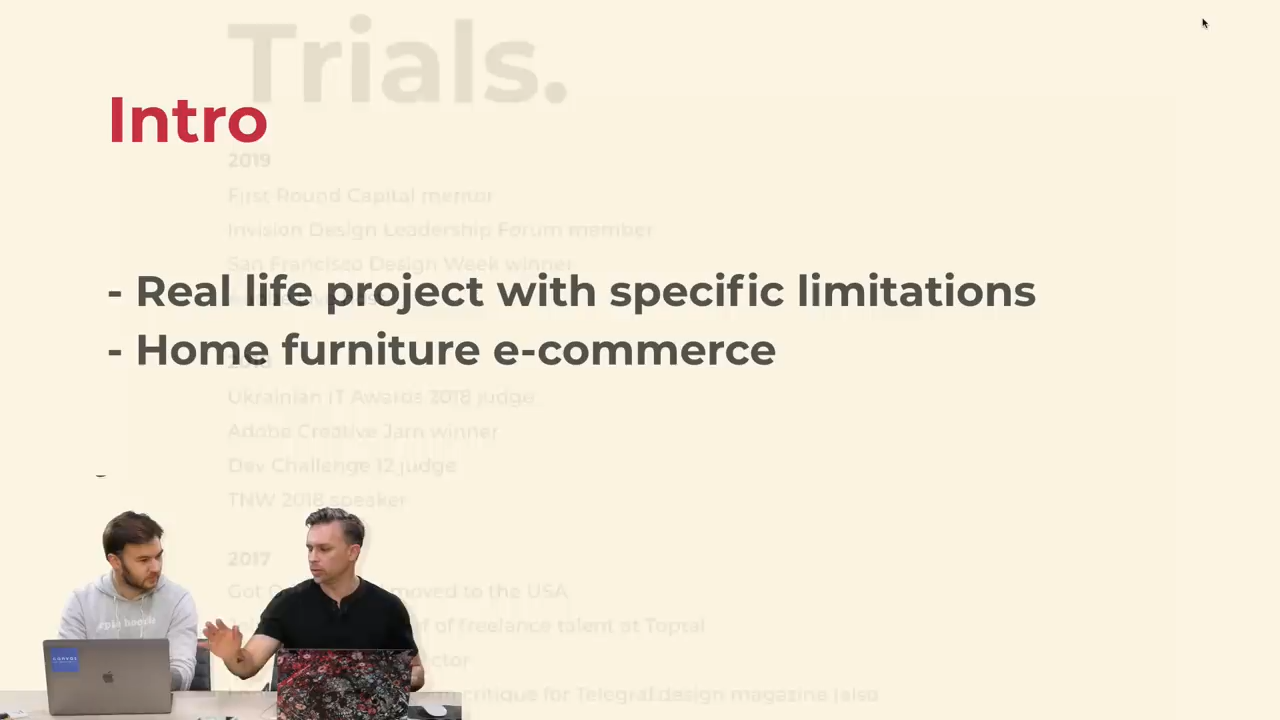 Trials.
Intro
2019
First Round Capital mentor
Invision Design Leadership Forum member
San Francisco Design Week winner
- Real life project with specific limitations
- Home furniture e-commerce
2018
Ukrainian IT Awards 2018 judge
Adobe Creative Jam winner
Dev Challenge 12 judge
TNW 2018 speaker
2017
Got moved to the USA
of freelance talent at Toptal
critique for Telegraf.design magazine (also